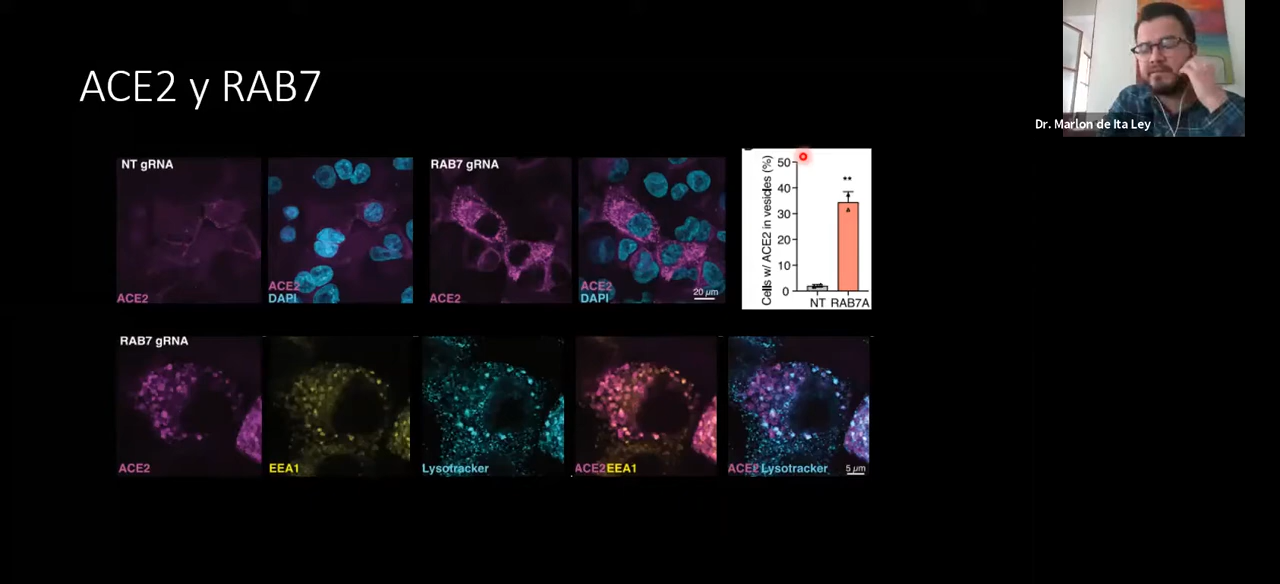 ACE2 y RAB7
Dr. Marlon de Ita Ley
NT gRNA
ACE2
ACE2
DAPI
RAB7 gRNA
ACE2
ACE2
DAPI
20 µm
Cells w/ ACE2 in vesicles (%)
50
40
30
20
10
0
**
NT RAB7A
RAB7 gRNA
ACE2
EEA1
Lysotracker
ACE2 EEA1
ACE2 Lysotracker
5 µm